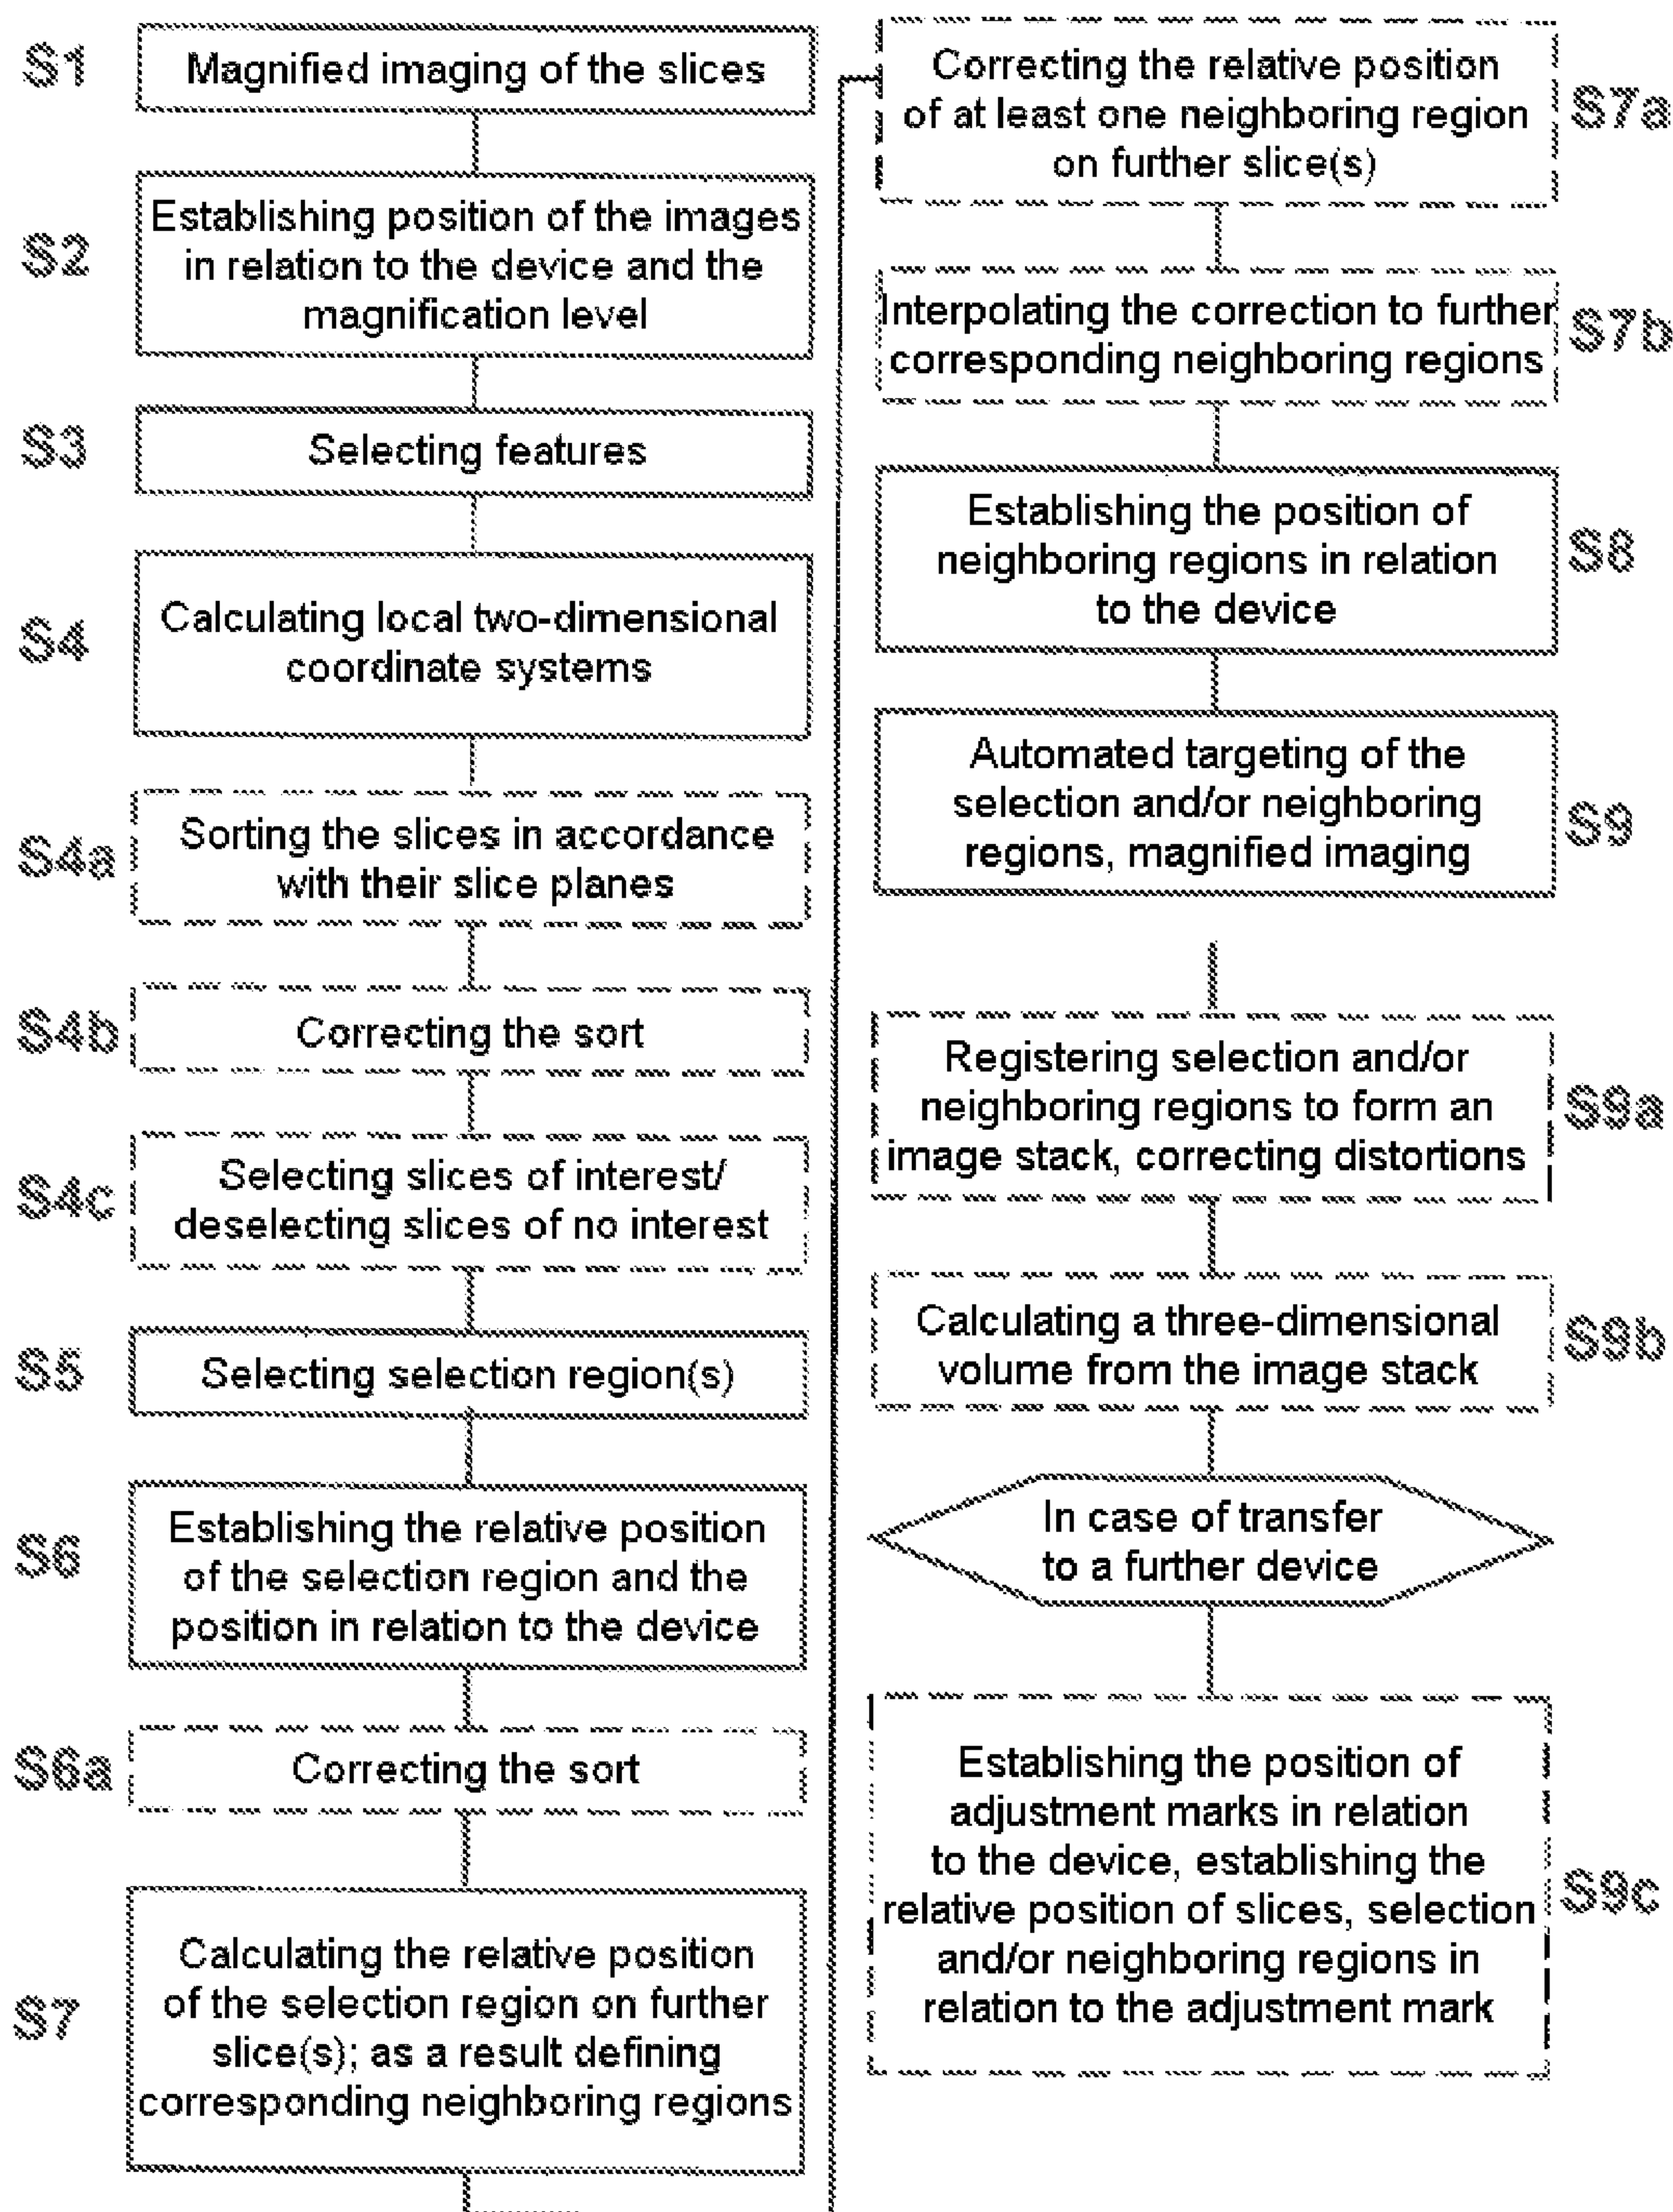 S1
Magnified imaging of the slices
S2
Establishing position of the images
in relation to the device and the
magnification level
S3
Selecting features
S4
Calculating local two-dimensional
coordinate systems
S4a
Sorting the slices in accordance
with their slice planes
S4b
Correcting the sort
S4c
Selecting slices of interest/
deselecting slices of no interest
S5
Selecting selection region(s)
S6
Establishing the relative position
of the selection region and the
position in relation to the device
S6a
Correcting the sort
S7
Calculating the relative position
of the selection region on further
slice(s); as a result defining
corresponding neighboring regions
Correcting the relative position
of at least one neighboring region
on further slice(s)
S7a
Interpolating the correction to further
corresponding neighboring regions
S7b
Establishing the position of
neighboring regions in relation
to the device
S8
Automated targeting of the
selection and/or neighboring
regions, magnified imaging
S9
Registering selection and/or
neighboring regions to form an
image stack, correcting distortions
S9a
Calculating a three-dimensional
volume from the image stack
S9b
In case of transfer
to a further device
Establishing the position of
adjustment marks in relation
to the device, establishing the
relative position of slices, selection
and/or neighboring regions in
relation to the adjustment mark
S9c